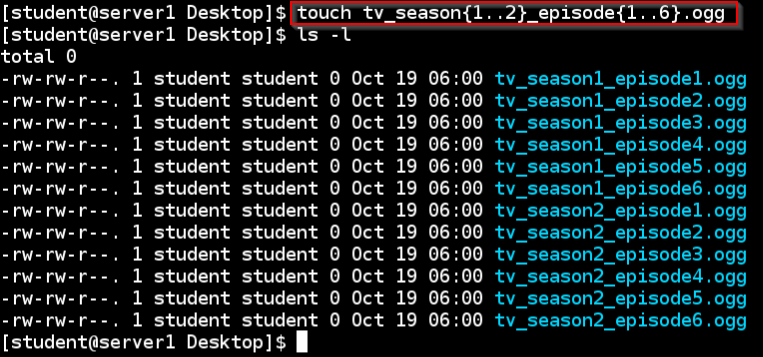 [student@server1 Desktop]$ touch tv_season{1..2}_episode{1..6}.ogg
[student@server1 Desktop]$ ls -l
total 0
-rw-rw-r--. 1 student student 0 Oct 19 06:00 tv_season1_episode1.ogg
-rw-rw-r--. 1 student student 0 Oct 19 06:00 tv_season1_episode2.ogg
-rw-rw-r--. 1 student student 0 Oct 19 06:00 tv_season1_episode3.ogg
-rw-rw-r--. 1 student student 0 Oct 19 06:00 tv_season1_episode4.ogg
-rw-rw-r--. 1 student student 0 Oct 19 06:00 tv_season1_episode5.ogg
-rw-rw-r--. 1 student student 0 Oct 19 06:00 tv_season1_episode6.ogg
-rw-rw-r--. 1 student student 0 Oct 19 06:00 tv_season2_episode1.ogg
-rw-rw-r--. 1 student student 0 Oct 19 06:00 tv_season2_episode2.ogg
-rw-rw-r--. 1 student student 0 Oct 19 06:00 tv_season2_episode3.ogg
-rw-rw-r--. 1 student student 0 Oct 19 06:00 tv_season2_episode4.ogg
-rw-rw-r--. 1 student student 0 Oct 19 06:00 tv_season2_episode5.ogg
-rw-rw-r--. 1 student student 0 Oct 19 06:00 tv_season2_episode6.ogg
[student@server1 Desktop]$